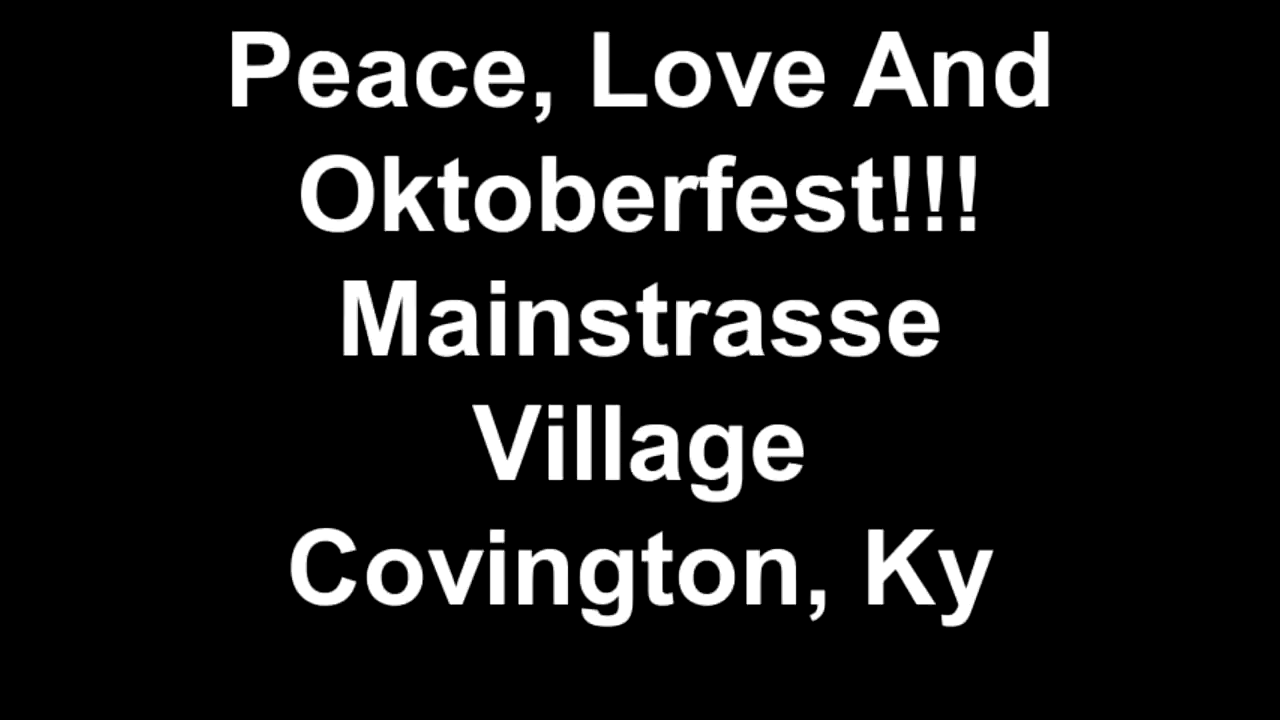 Peace, Love And
Oktoberfest!!!
Mainstrasse
Village
Covington, Ky